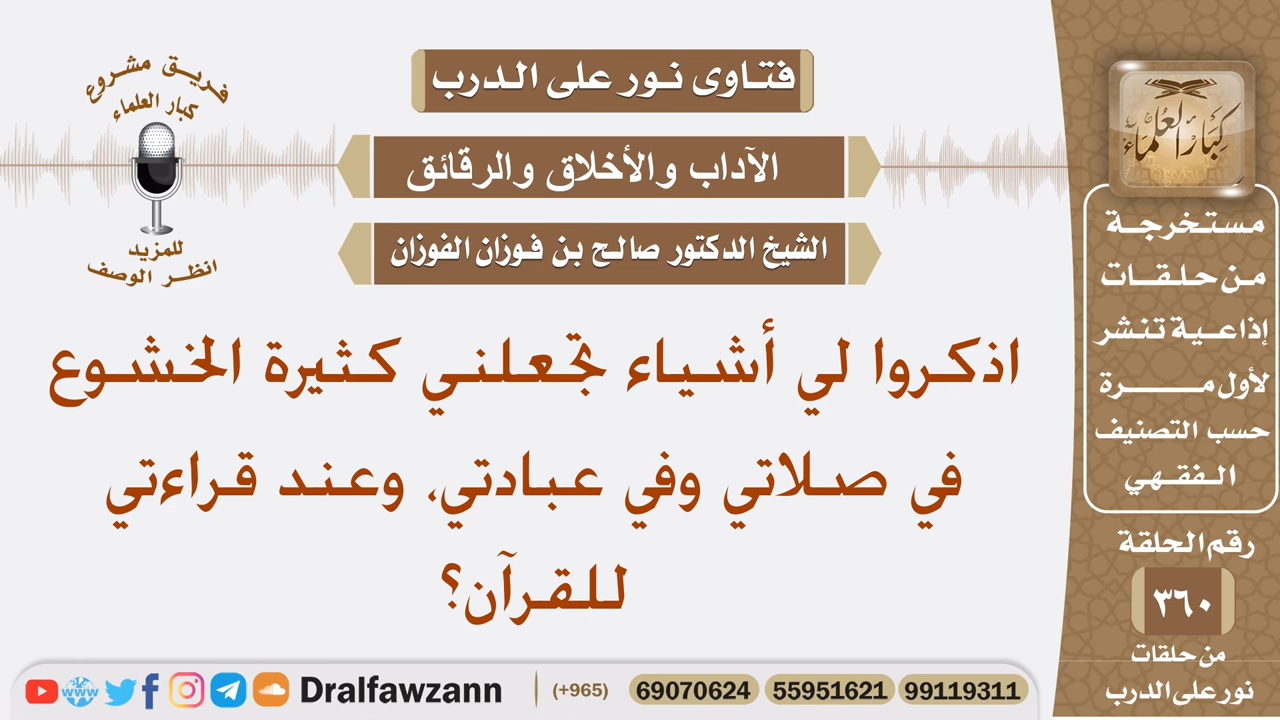 فتاوى نور على الدرب
الآداب والأخلاق والرقائق
الشيخ الدكتور صالح بن فوزان الفوزان
اذكروا لي أشياء تجعلني كثيرة الخشوع
في صلاتي وفي عبادتي، وعند قراءتي
للقرآن؟
كبار العلماء
مستخرجة
من حلقات
إذاعية تنشر
لأول مرة
حسب التصنيف
الفقهي
رقم الحلقة
٣٦٠
من حلقات
نور على الدرب
فريق مشروع
كبار العلماء
للمزيد
انظر الوصف
www
Dralfawzann
(+965)
69070624
55951621
99119311